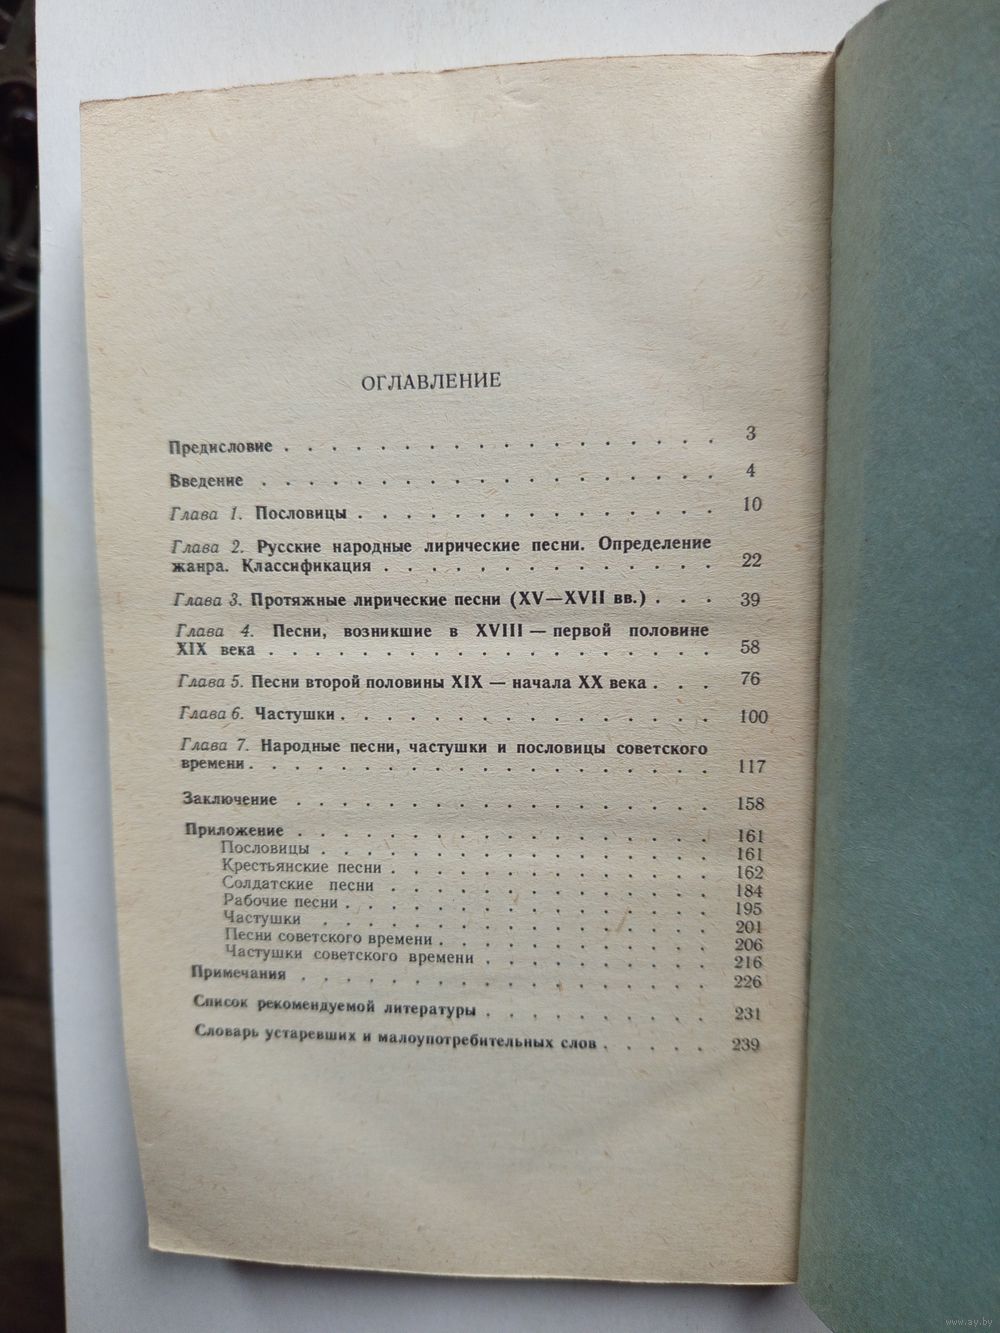 ОГЛАВЛЕНИЕ
Предисловие . . . . . . . . . . . . . . . . . . . 3
Введение . . . . . . . . . . . . . . . . . . . . 4
Глава 1. Пословицы . . . . . . . . . . . . . . . . 10
Глава 2. Русские народные лирические песни. Определение
жанра. Классификация . . . . . . . . . . . . . . . 22
Глава 3. Протяжные лирические песни (XV—XVII вв.) . . . 39
Глава 4. Песни, возникшие в XVIII — первой половине
XIX века . . . . . . . . . . . . . . . . . . . . 58
Глава 5. Песни второй половины XIX — начала XX века . . . 76
Глава 6. Частушки . . . . . . . . . . . . . . . . 100
Глава 7. Народные песни, частушки и пословицы советского
времени . . . . . . . . . . . . . . . . . . . . 117
Заключение . . . . . . . . . . . . . . . . . . 158
Приложение . . . . . . . . . . . . . . . . . . 161
Пословицы . . . . . . . . . . . . . . . . . 161
Крестьянские песни . . . . . . . . . . . . . . 162
Солдатские песни . . . . . . . . . . . . . . 184
Рабочие песни . . . . . . . . . . . . . . . . 195
Частушки . . . . . . . . . . . . . . . . . 201
Песни советского времени . . . . . . . . . . . . 206
Частушки советского времени . . . . . . . . . . 216
Примечания . . . . . . . . . . . . . . . . . . 226
Список рекомендуемой литературы . . . . . . . . . . 231
Словарь устаревших и малоупотребительных слов . . . . . 239
www.ay.by